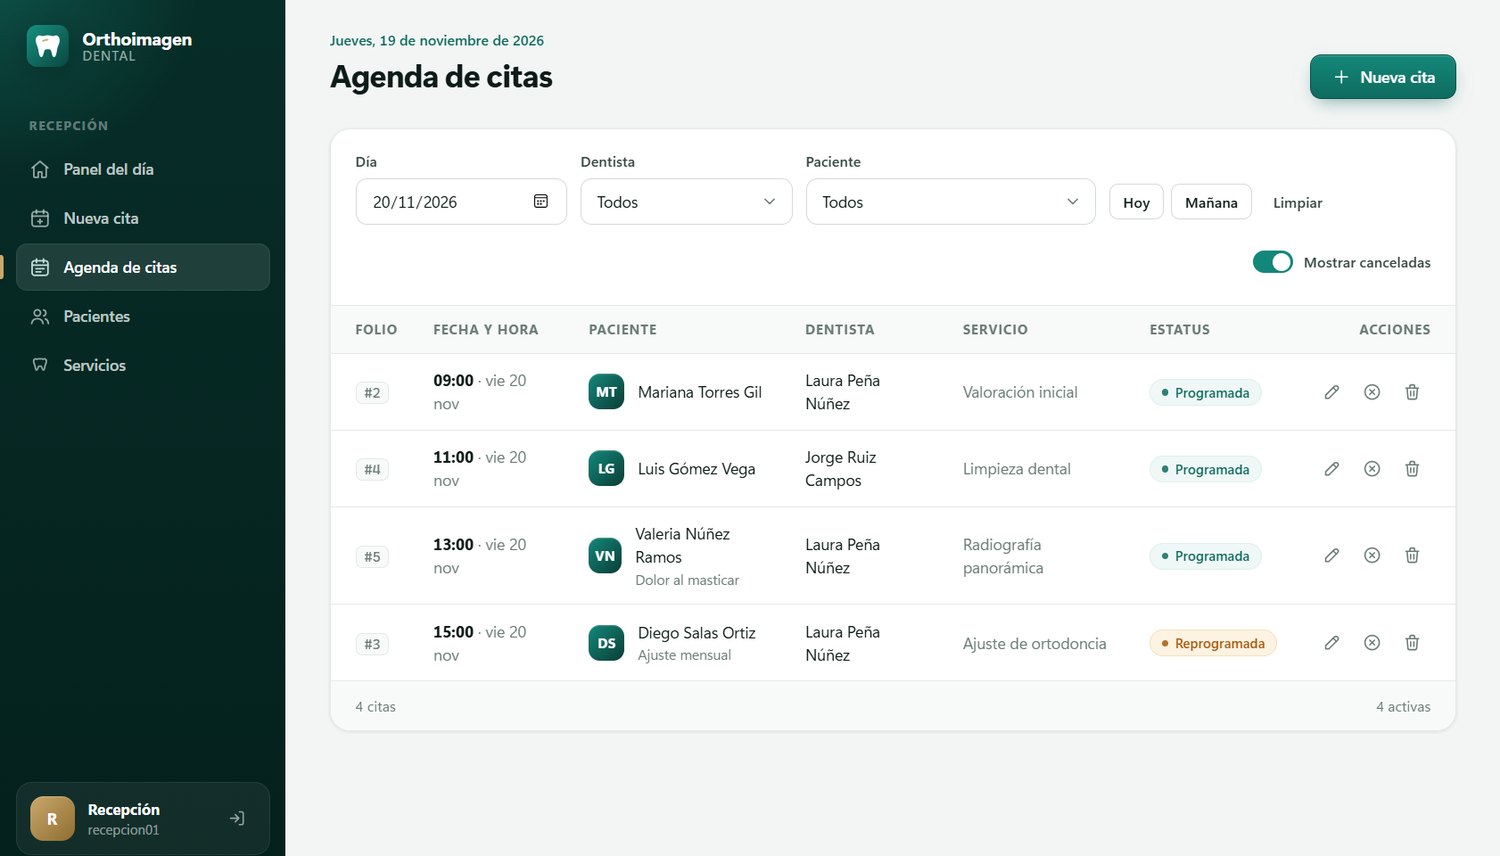 Orthoimagen
DENTAL
RECEPCIÓN
Panel del día
Nueva cita
Agenda de citas
Pacientes
Servicios
R
Recepción
recepcion01
Jueves, 19 de noviembre de 2026
Agenda de citas
+ Nueva cita
Día
Dentista
Paciente
20/11/2026
Todos
Todos
Hoy
Mañana
Limpiar
Mostrar canceladas
FOLIO FECHA Y HORA PACIENTE DENTISTA SERVICIO ESTATUS ACCIONES
#2
09:00 · vie 20
nov
MT
Mariana Torres Gil
Laura Peña
Núñez
Valoración inicial
Programada
#4
11:00 · vie 20
nov
LG
Luis Gómez Vega
Jorge Ruiz
Campos
Limpieza dental
Programada
#5
13:00 · vie 20
nov
VN
Valeria Núñez
Ramos
Dolor al masticar
Laura Peña
Núñez
Radiografía
panorámica
Programada
#3
15:00 · vie 20
nov
DS
Diego Salas Ortiz
Ajuste mensual
Laura Peña
Núñez
Ajuste de ortodoncia
Reprogramada
4 citas
4 activas